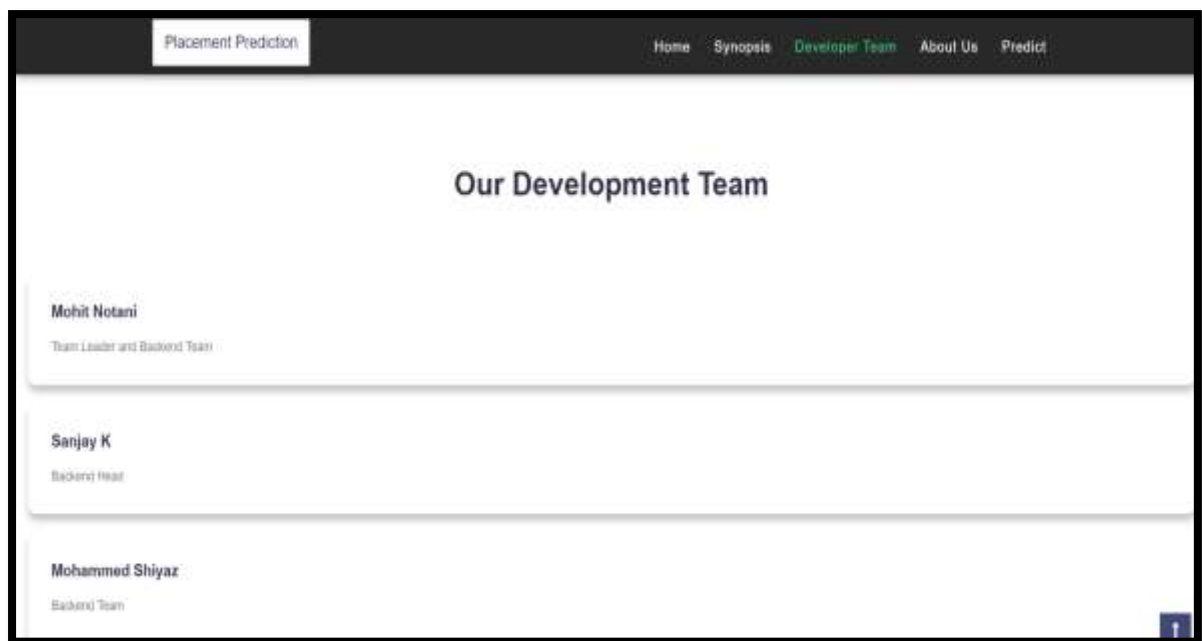 Placement Prediction
Home Synopsis Developer Team About Us Predict
Our Development Team
Mohit Notani
Team Leader and Backend Team
Sanjay K
Backend Head
Mohammed Shiyaz
Backend Team